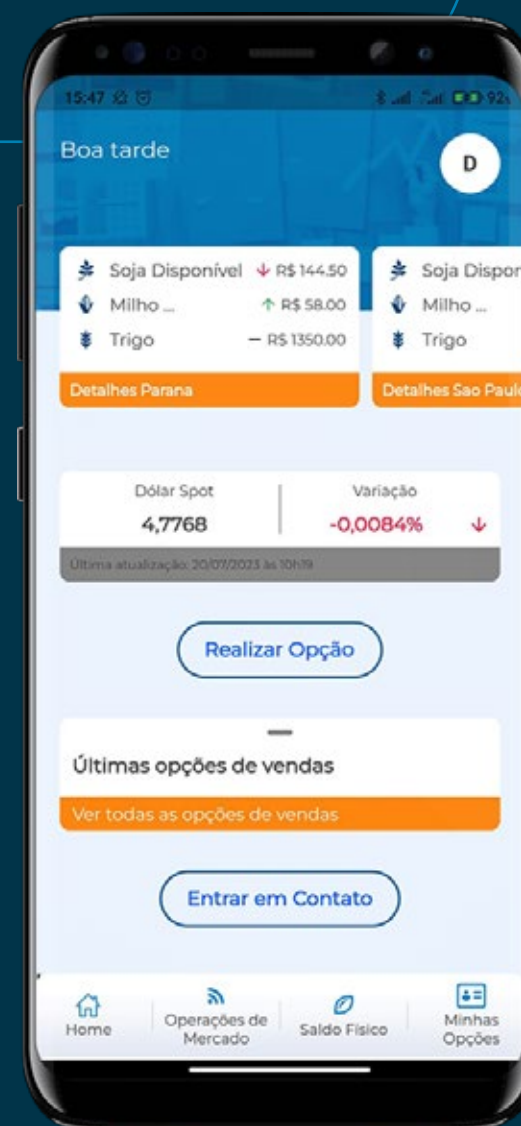 15:47 92%
Boa tarde
D
Soja Disponível ↓ R$ 144.50
Milho ... ↑ R$ 58.00
Trigo – R$ 1350.00
Detalhes Parana
Soja Dispon
Milho ...
Trigo
Detalhes Sao Paulo
Dólar Spot
4,7768
Variação
-0,0084% ↓
Última atualização: 20/07/2023 às 10h19
Realizar Opção
Últimas opções de vendas
Ver todas as opções de vendas
Entrar em Contato
Home
Operações de
Mercado
Saldo Físico
Minhas
Opções